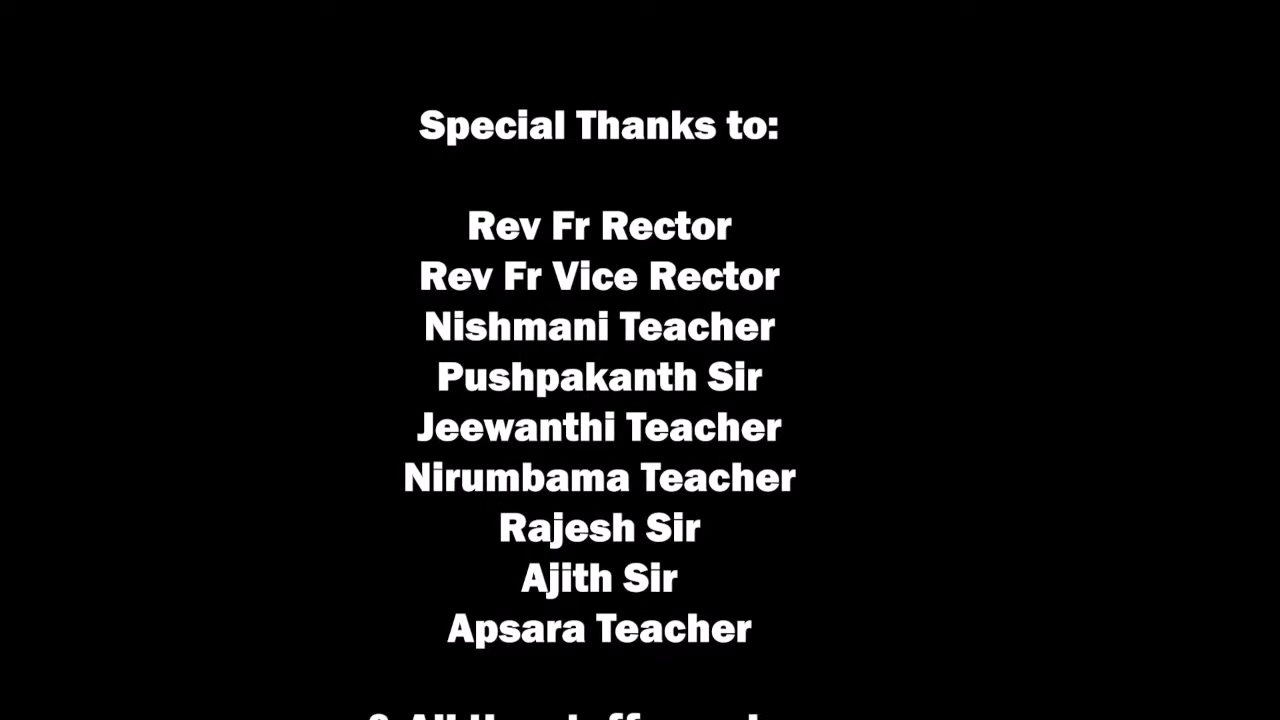 Special Thanks to:
Rev Fr Rector
Rev Fr Vice Rector
Nishmani Teacher
Pushpakanth Sir
Jeewanthi Teacher
Nirumbama Teacher
Rajesh Sir
Ajith Sir
Apsara Teacher